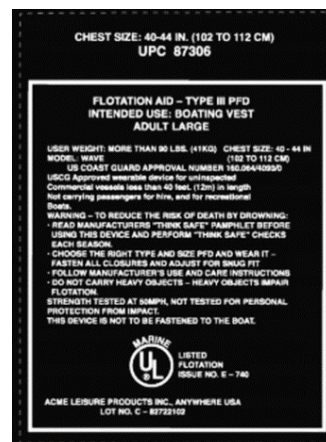 CHEST SIZE: 40-44 IN. (102 TO 112 CM)
UPC 87306
FLOTATION AID – TYPE III PFD
INTENDED USE: BOATING VEST
ADULT LARGE
USER WEIGHT: MORE THAN 90 LBS. (41KG) CHEST SIZE: 40 - 44 IN
MODEL: WAVE (102 TO 112 CM)
US COAST GUARD APPROVAL NUMBER 160.064/4093/0
USCG Approved wearable device for uninspected
Commercial vessels less than 40 feet. (12m) in length
Not carrying passengers for hire, and for recreational
Boats.
WARNING – TO REDUCE THE RISK OF DEATH BY DROWNING:
- READ MANUFACTURERS "THINK SAFE" PAMPHLET BEFORE
USING THIS DEVICE AND PERFORM "THINK SAFE" CHECKS
EACH SEASON.
- CHOOSE THE RIGHT TYPE AND SIZE PFD AND WEAR IT –
FASTEN ALL CLOSURES AND ADJUST FOR SNUG FIT
- FOLLOW MANUFACTURER'S USE AND CARE INSTRUCTIONS
- DO NOT CARRY HEAVY OBJECTS – HEAVY OBJECTS IMPAIR
FLOTATION.
STRENGTH TESTED AT 50MPH, NOT TESTED FOR PERSONAL
PROTECTION FROM IMPACT.
THIS DEVICE IS NOT TO BE FASTENED TO THE BOAT.
MARINE
UL
®
LISTED
FLOTATION
ISSUE NO. E – 740
ACME LEISURE PRODUCTS INC., ANYWHERE USA
LOT NO. C – 82722102